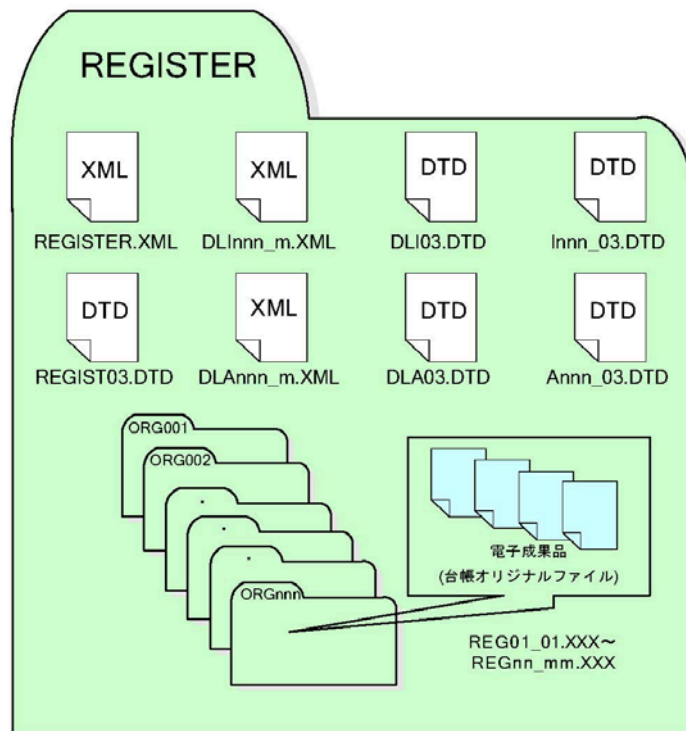 REGISTER
XML
XML
DTD
DTD
REGISTER.XML
DLInnn_m.XML
DLI03.DTD
Innn_03.DTD
DTD
XML
DTD
DTD
REGIST03.DTD
DLAnnn_m.XML
DLA03.DTD
Annn_03.DTD
ORG001
ORG002
・
・
・
ORGnnn
電子成果品
(台帳オリジナルファイル)
REG01_01.XXX～
REGnn_mm.XXX